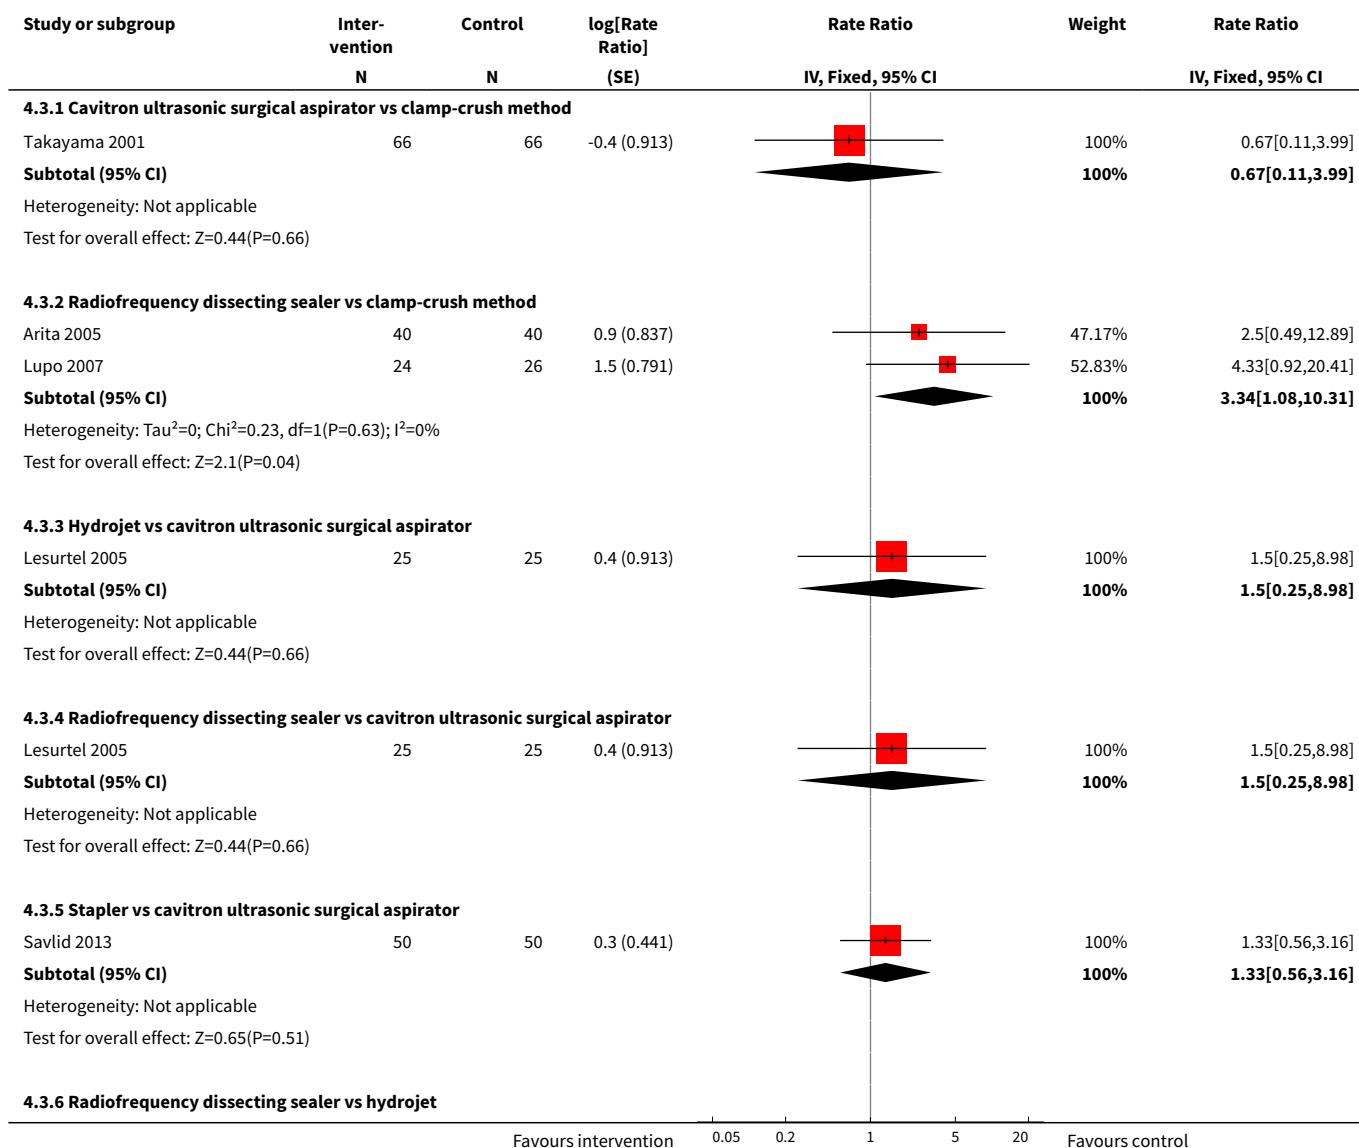 Study or subgroup Inter-vention Control log[Rate Ratio] Rate Ratio Weight Rate Ratio
N N (SE) IV, Fixed, 95% CI IV, Fixed, 95% CI
4.3.1 Cavitron ultrasonic surgical aspirator vs clamp-crush method
Takayama 2001 66 66 -0.4 (0.913) 100% 0.67[0.11,3.99]
Subtotal (95% CI) 100% 0.67[0.11,3.99]
Heterogeneity: Not applicable
Test for overall effect: Z=0.44(P=0.66)
4.3.2 Radiofrequency dissecting sealer vs clamp-crush method
Arita 2005 40 40 0.9 (0.837) 47.17% 2.5[0.49,12.89]
Lupo 2007 24 26 1.5 (0.791) 52.83% 4.33[0.92,20.41]
Subtotal (95% CI) 100% 3.34[1.08,10.31]
Heterogeneity: Tau²=0; Chi²=0.23, df=1(P=0.63); I²=0%
Test for overall effect: Z=2.1(P=0.04)
4.3.3 Hydrojet vs cavitron ultrasonic surgical aspirator
Lesurtel 2005 25 25 0.4 (0.913) 100% 1.5[0.25,8.98]
Subtotal (95% CI) 100% 1.5[0.25,8.98]
Heterogeneity: Not applicable
Test for overall effect: Z=0.44(P=0.66)
4.3.4 Radiofrequency dissecting sealer vs cavitron ultrasonic surgical aspirator
Lesurtel 2005 25 25 0.4 (0.913) 100% 1.5[0.25,8.98]
Subtotal (95% CI) 100% 1.5[0.25,8.98]
Heterogeneity: Not applicable
Test for overall effect: Z=0.44(P=0.66)
4.3.5 Stapler vs cavitron ultrasonic surgical aspirator
Savlid 2013 50 50 0.3 (0.441) 100% 1.33[0.56,3.16]
Subtotal (95% CI) 100% 1.33[0.56,3.16]
Heterogeneity: Not applicable
Test for overall effect: Z=0.65(P=0.51)
4.3.6 Radiofrequency dissecting sealer vs hydrojet
Favours intervention 0.05 0.2 1 5 20 Favours control